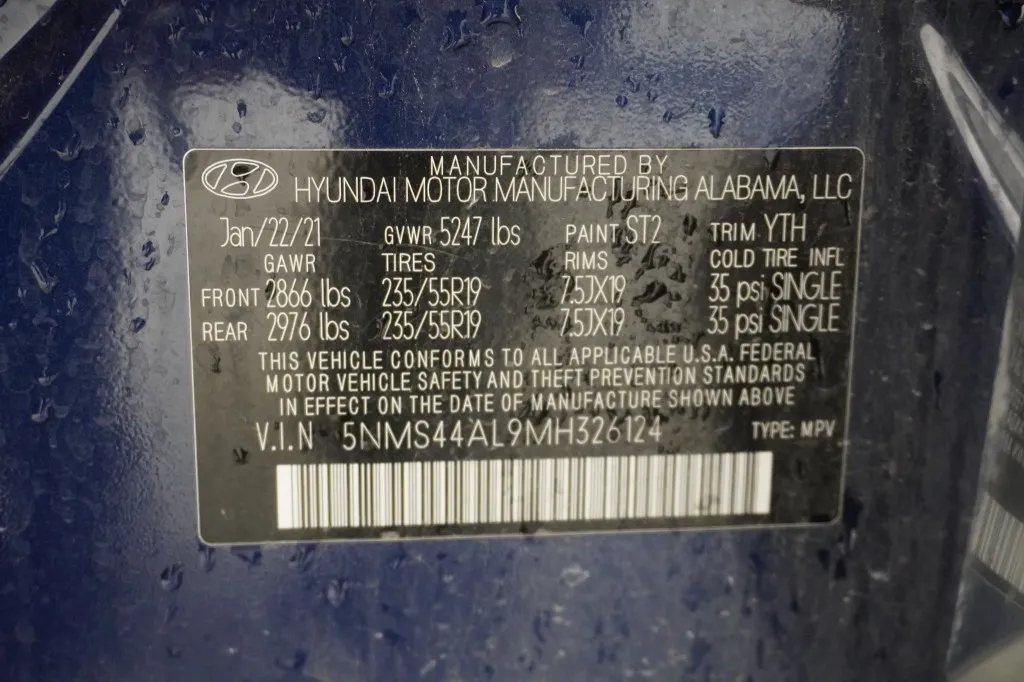 MANUFACTURED BY
HYUNDAI MOTOR MANUFACTURING ALABAMA, LLC
Jan/22/21 GVWR 5247 lbs PAINT ST2 TRIM YTH
GAWR TIRES RIMS COLD TIRE INFL
FRONT 2866 lbs 235/55R19 7.5JX19 35 psi SINGLE
REAR 2976 lbs 235/55R19 7.5JX19 35 psi SINGLE
THIS VEHICLE CONFORMS TO ALL APPLICABLE U.S.A. FEDERAL
MOTOR VEHICLE SAFETY AND THEFT PREVENTION STANDARDS
IN EFFECT ON THE DATE OF MANUFACTURE SHOWN ABOVE
V.I.N 5NMS44AL9MH326124 TYPE: MPV